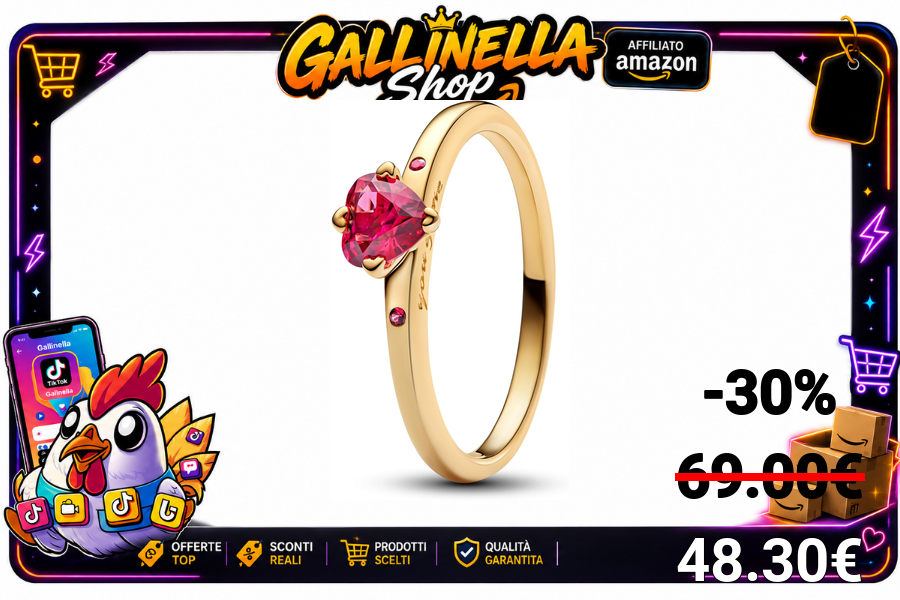 GALLINELLA
Shop
AFFILIATO
amazon
Gallinella
TikTok
Gallinella
-30%
69.00€
48.30€
OFFERTE
TOP
SCONTI
REALI
PRODOTTI
SCELTI
QUALITÀ
GARANTITA